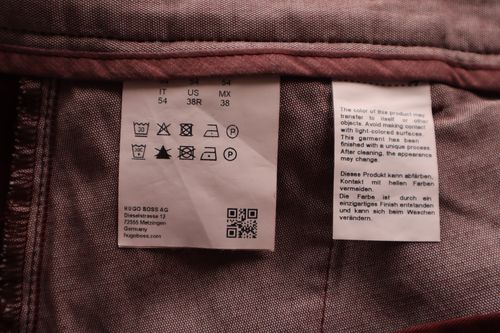 54
IT US MX
54 38R 38
30 P
P
HUGO BOSS AG
Dieselstrasse 12
72555 Metzingen
Germany
hugoboss.com
The color of this product may
transfer to itself or other
objects. Avoid making contact
with light-colored surfaces.
This garment has been
finished with a unique process
After cleaning, the appearance
may change.
Dieses Produkt kann abfärben,
Kontakt mit hellen Farben
vermeiden.
Die Farbe ist durch ein
einzigartiges Finish entstanden
und kann sich beim Waschen
verändern.